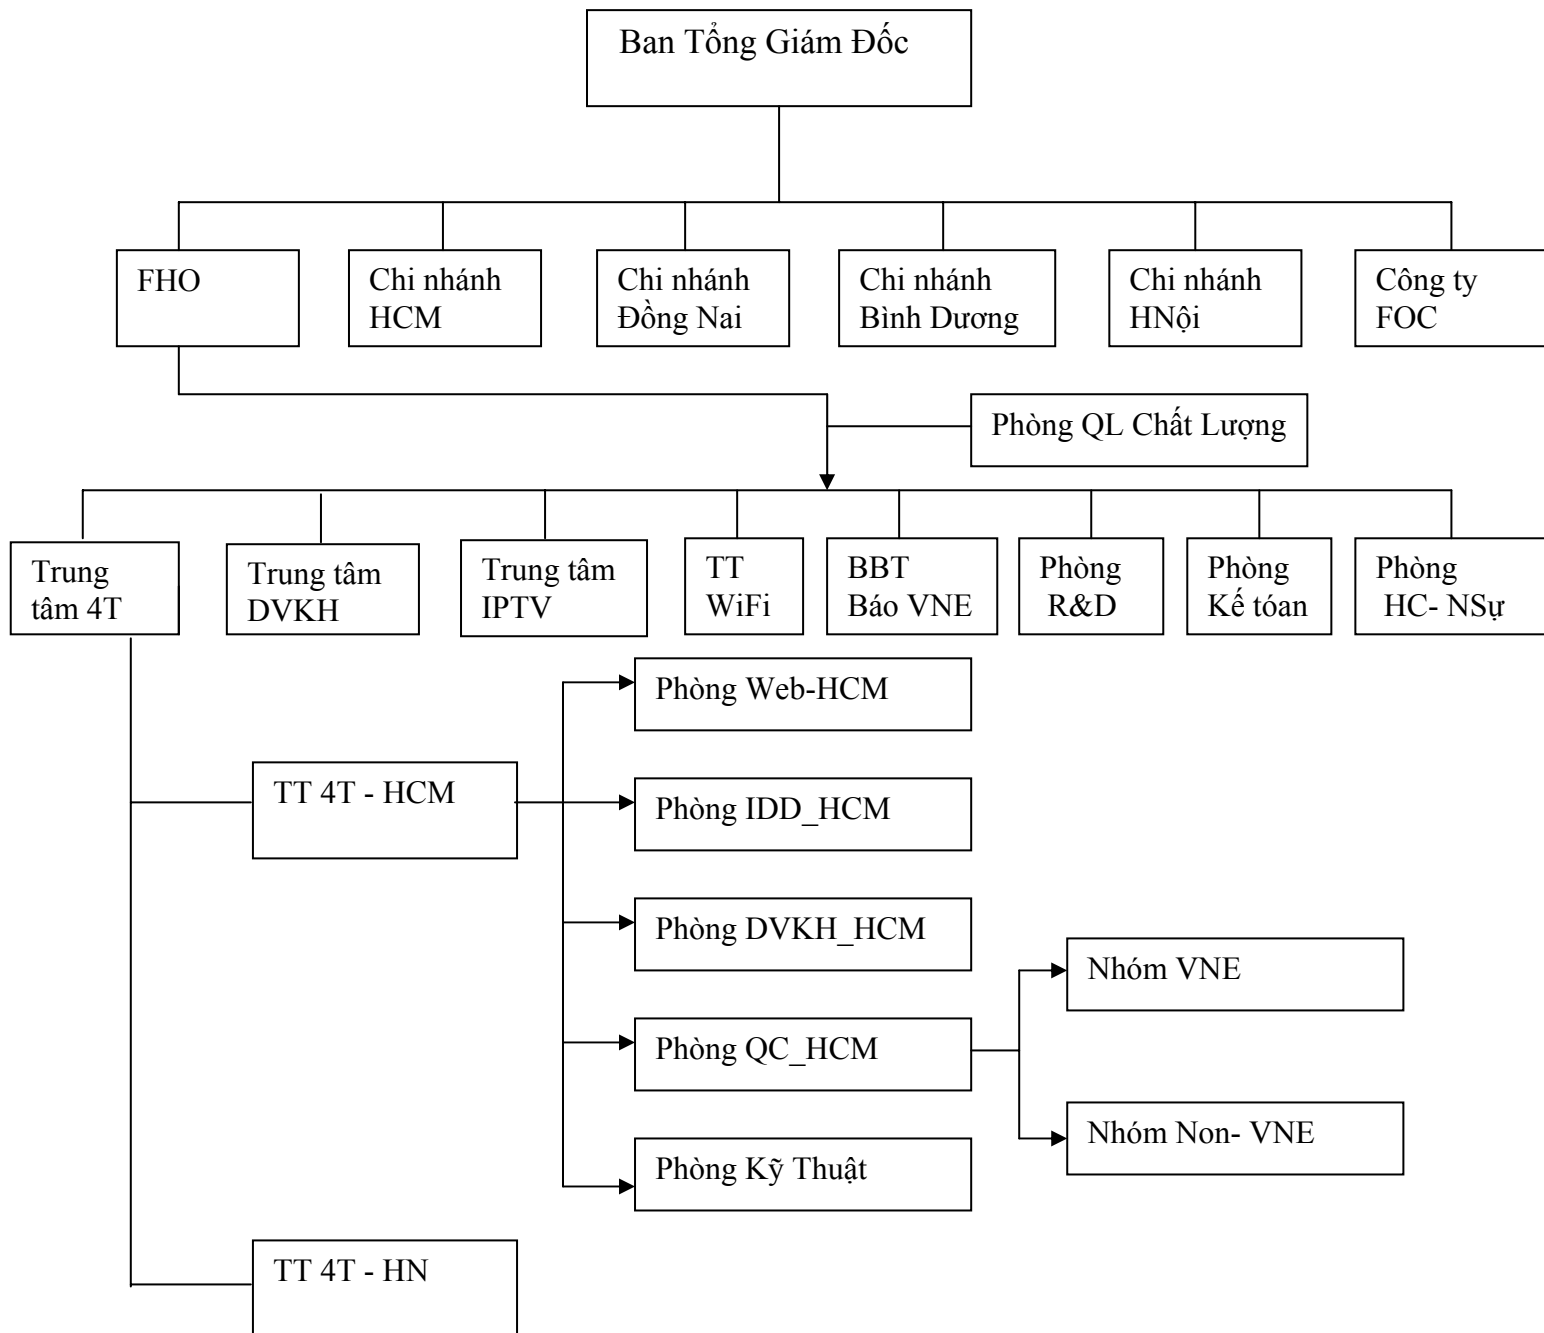 Ban Tổng Giám Đốc
FHO
Chi nhánh
HCM
Chi nhánh
Đồng Nai
Chi nhánh
Bình Dương
Chi nhánh
HNội
Công ty
FOC
Phòng QL Chất Lượng
Trung
tâm 4T
Trung tâm
DVKH
Trung tâm
IPTV
TT
WiFi
BBT
Báo VNE
Phòng
R&D
Phòng
Kế tóan
Phòng
HC- NSự
Phòng Web-HCM
TT 4T - HCM
Phòng IDD_HCM
Phòng DVKH_HCM
Nhóm VNE
Phòng QC_HCM
Nhóm Non- VNE
Phòng Kỹ Thuật
TT 4T - HN